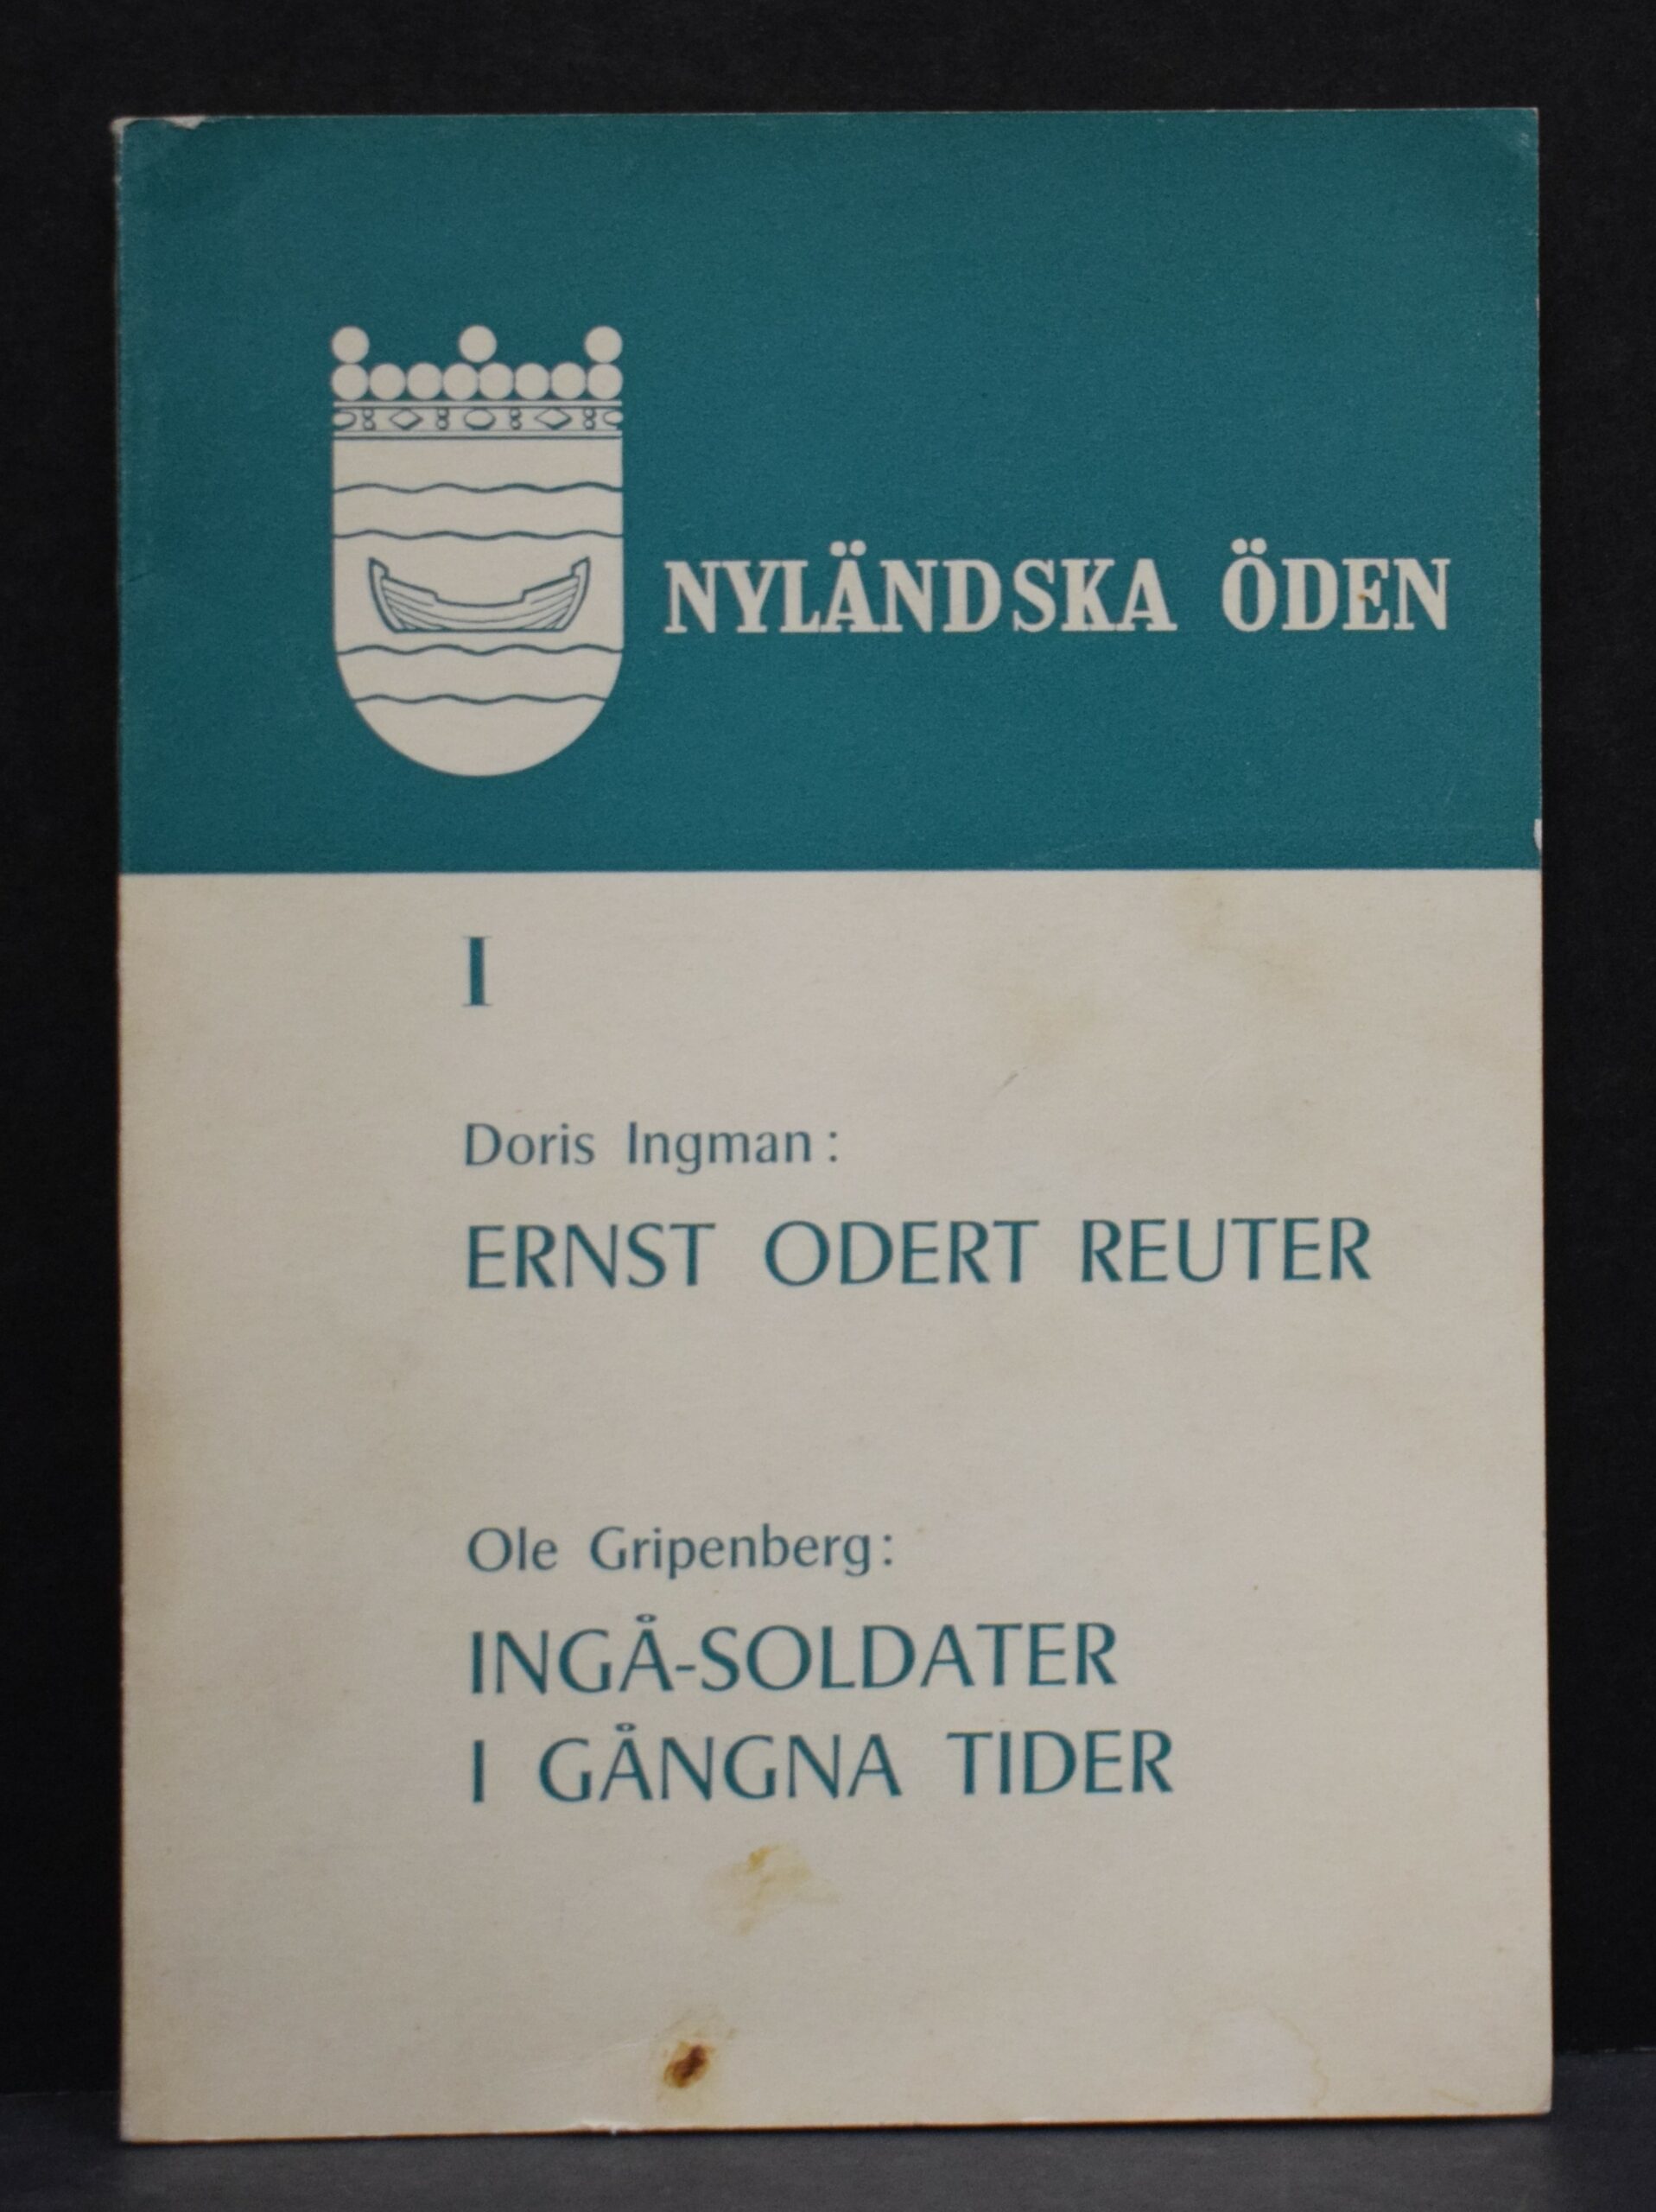 NYLÄNDSKA ÖDEN
I
Doris Ingman:
ERNST ODERT REUTER
Ole Gripenberg:
INGÅ-SOLDATER
I GÅNGNA TIDER